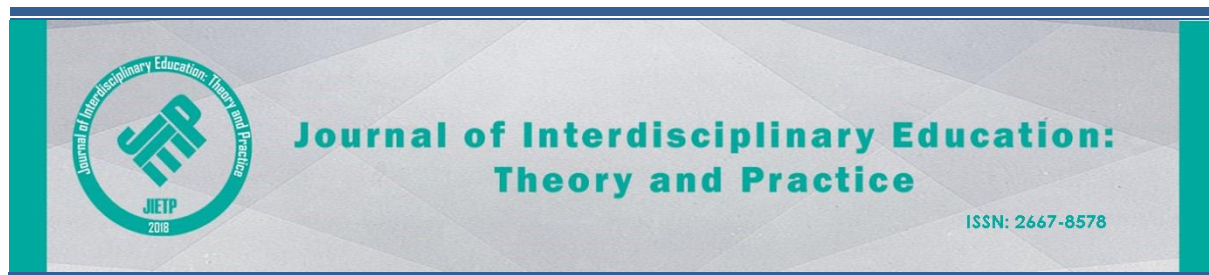 Journal of Interdisciplinary Education: Theory and Practice
JIETP
2018
Journal of Interdisciplinary Education:
Theory and Practice
ISSN: 2667-8578